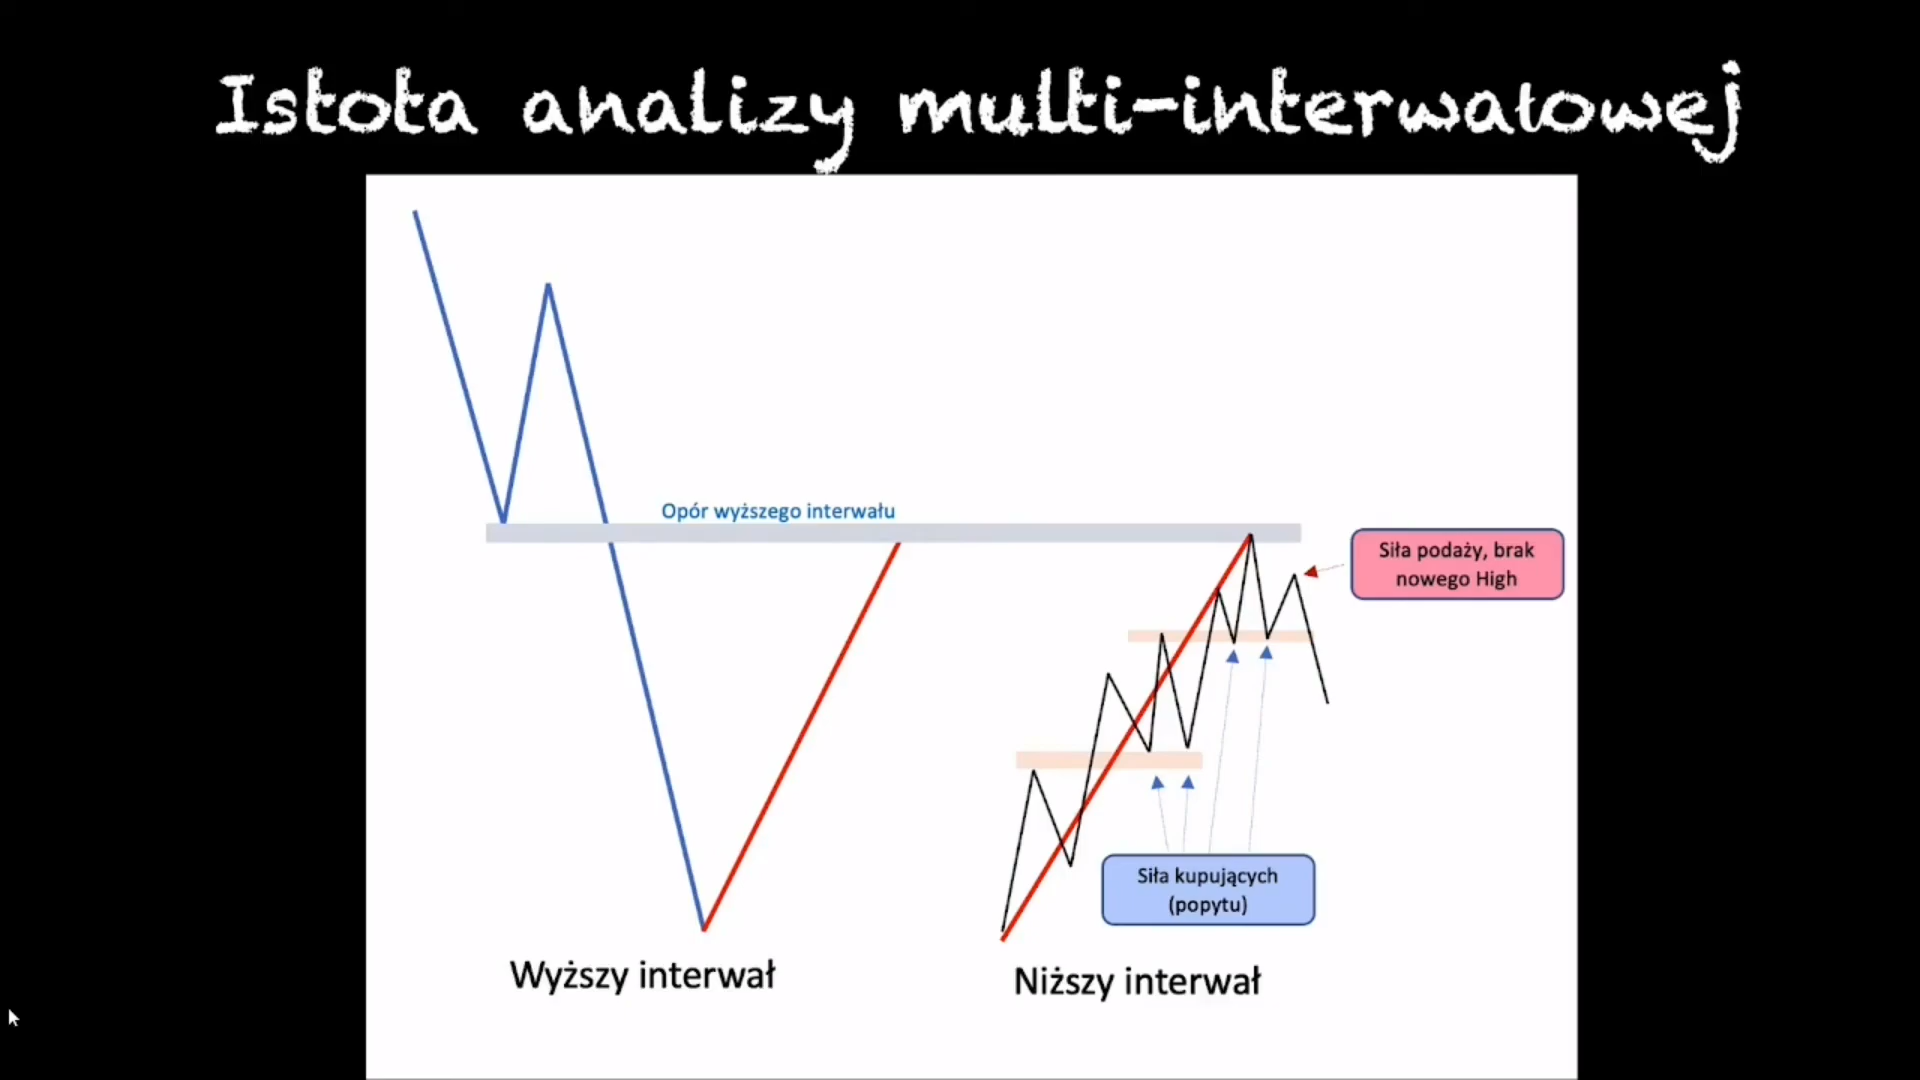 Istota analizy multi-interwałowej
Opór wyższego interwału
Siła podaży, brak
nowego High
Siła kupujących
(popytu)
Wyższy interwał
Niższy interwał